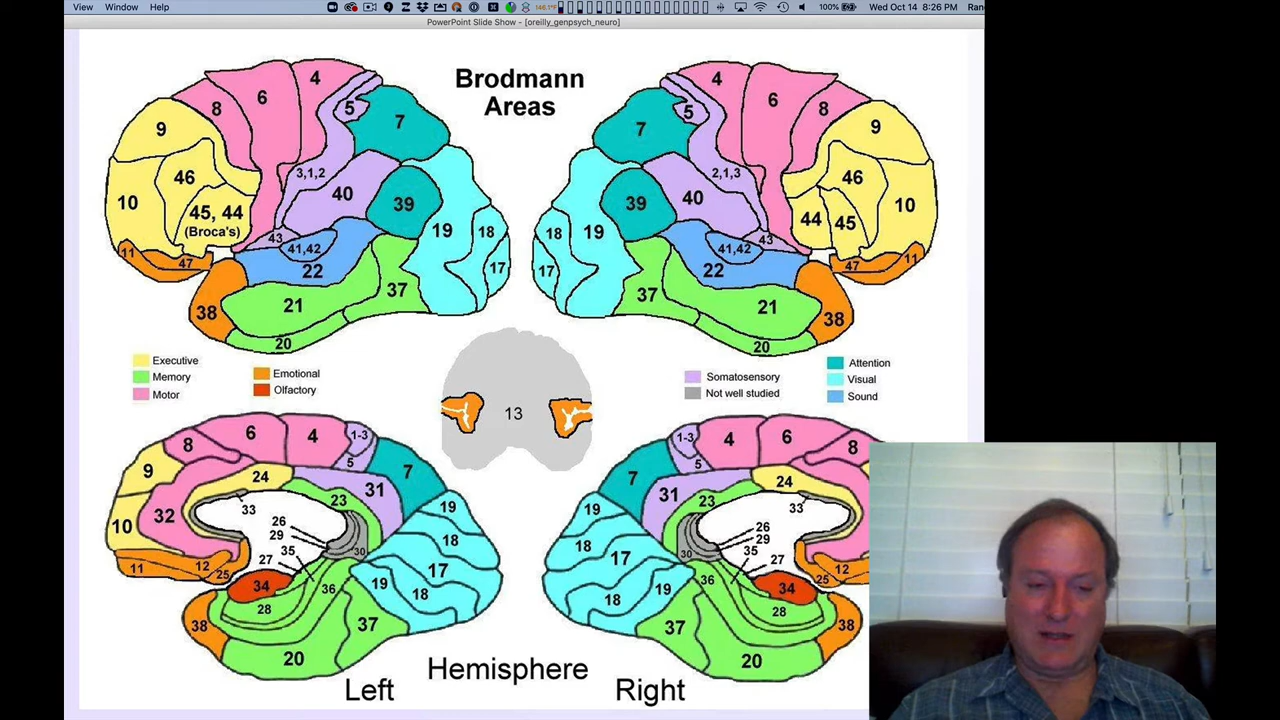 View Window Help 146.1°F 100% Wed Oct 14 8:26 PM Ran
PowerPoint Slide Show - [oreilly_genpsych_neuro]
Brodmann
Areas
9 8 6 4 5 7
46 3,1,2 40 39
10 45, 44
(Broca's)
43 41,42 19 18
11 47 22 17
38 21 37
20
4 6 8 9
5 7
2,1,3 46
39 40 44 45 10
18 19 41,42 43
17 22 47 11
37 21 38
20
Executive
Memory
Motor
Emotional
Olfactory
13
Somatosensory
Not well studied
Attention
Visual
Sound
8 6 4 1-3
9 5 7
24 31 23
10 32 33 19
26 18
29 30
35 17
11 12 25 27
34 36 19 18
28
38 37
20
1-3 4 6 8
7 5
31 23 24
19 33
18 26
29
30 35
17 27
36 34 25 12
18 19 28
37 38
20
Hemisphere
Left Right